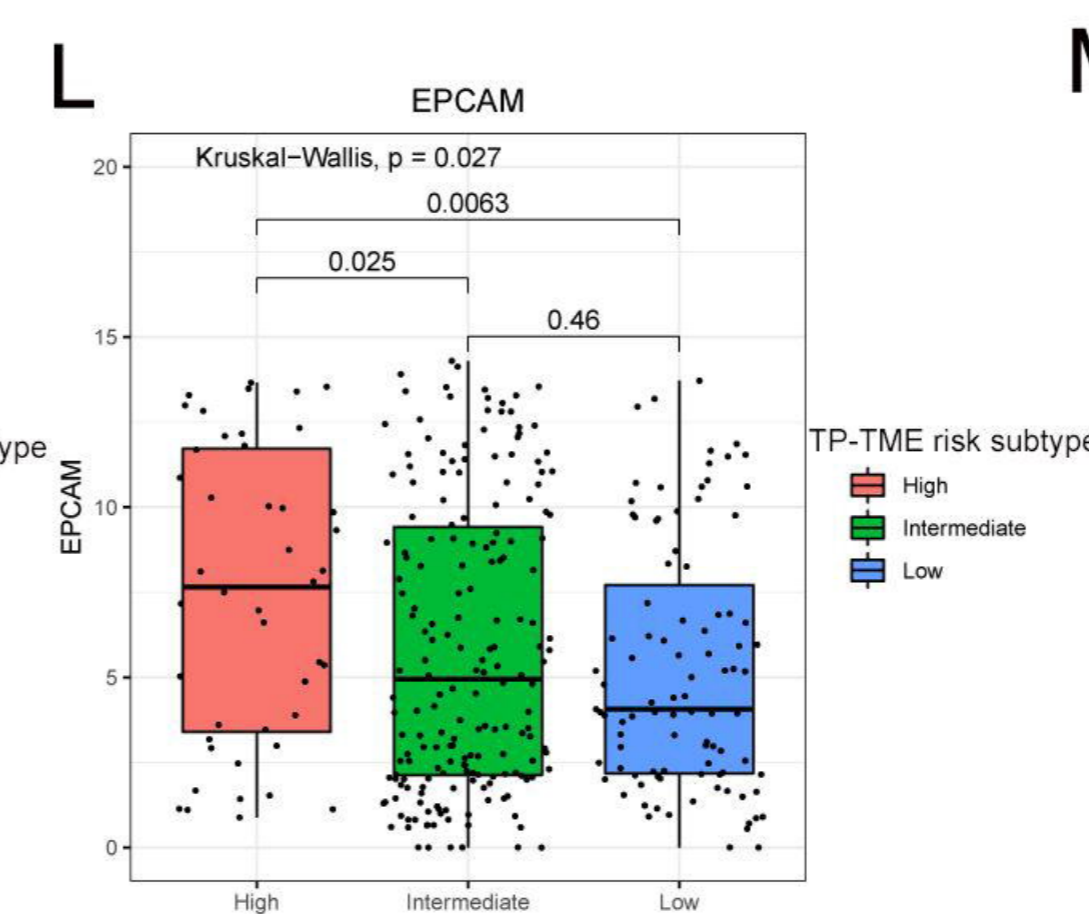 L
EPCAM
Kruskal−Wallis, p = 0.027
0.0063
0.025
0.46
20
15
10
5
0
EPCAM
High
Intermediate
Low
ype
TP-TME risk subtype
High
Intermediate
Low
M